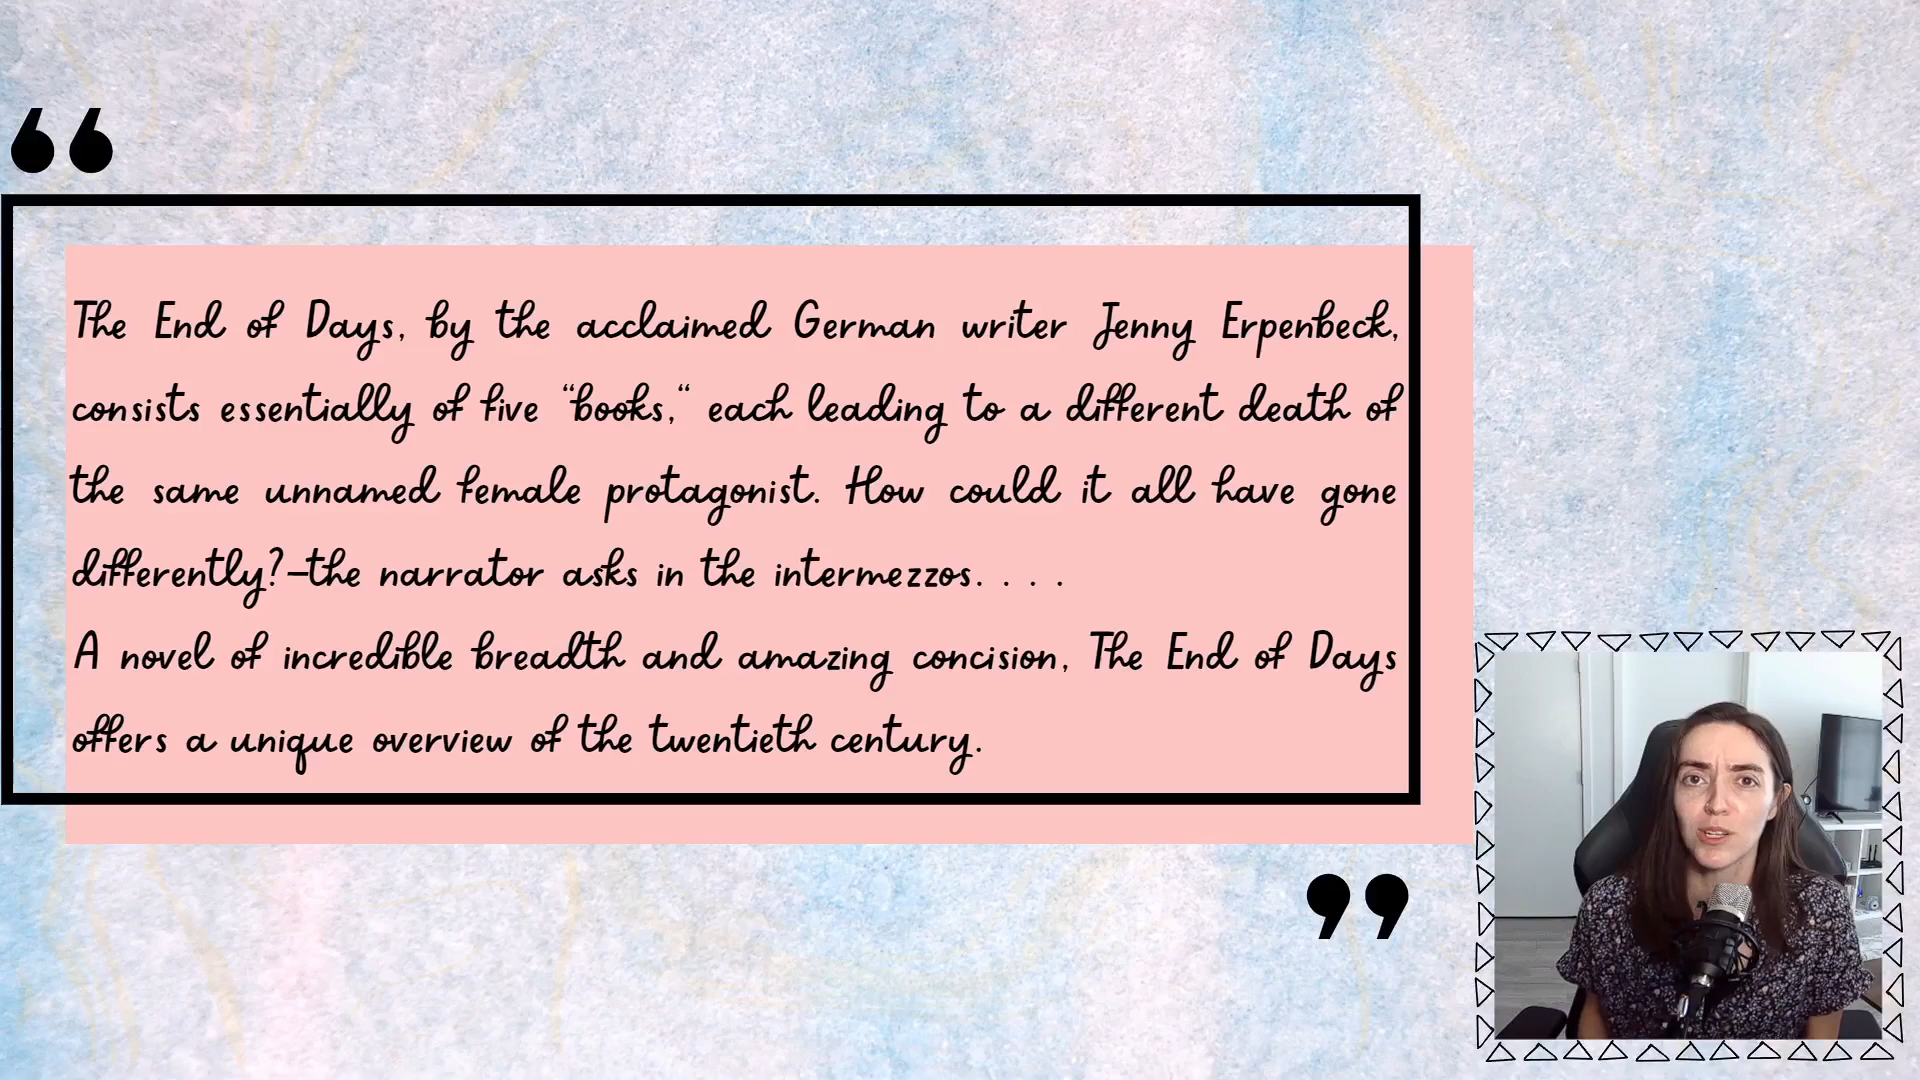 “
The End of Days, by the acclaimed German writer Jenny Erpenbeck,
consists essentially of five “books,“ each leading to a different death of
the same unnamed female protagonist. How could it all have gone
differently?—the narrator asks in the intermezzos. . . .
A novel of incredible breadth and amazing concision, The End of Days
offers a unique overview of the twentieth century.
”